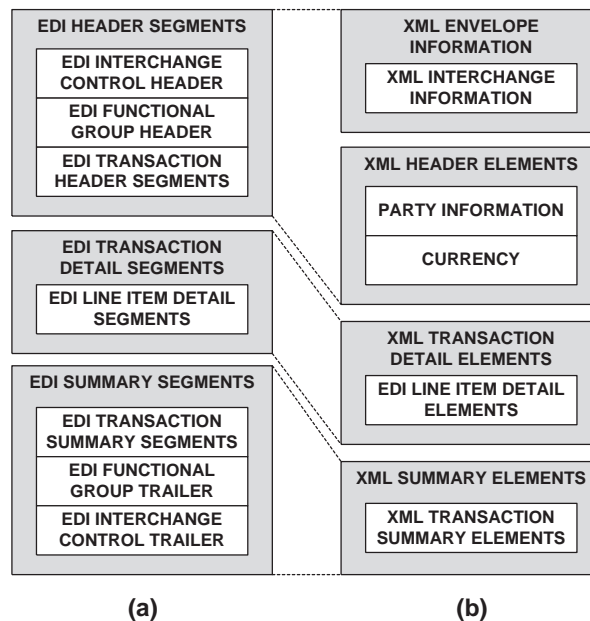 EDI HEADER SEGMENTS
EDI INTERCHANGE
CONTROL HEADER
EDI FUNCTIONAL
GROUP HEADER
EDI TRANSACTION
HEADER SEGMENTS
EDI TRANSACTION
DETAIL SEGMENTS
EDI LINE ITEM DETAIL
SEGMENTS
EDI SUMMARY SEGMENTS
EDI TRANSACTION
SUMMARY SEGMENTS
EDI FUNCTIONAL
GROUP TRAILER
EDI INTERCHANGE
CONTROL TRAILER
(a)
XML ENVELOPE
INFORMATION
XML INTERCHANGE
INFORMATION
XML HEADER ELEMENTS
PARTY INFORMATION
CURRENCY
XML TRANSACTION
DETAIL ELEMENTS
EDI LINE ITEM DETAIL
ELEMENTS
XML SUMMARY ELEMENTS
XML TRANSACTION
SUMMARY ELEMENTS
(b)